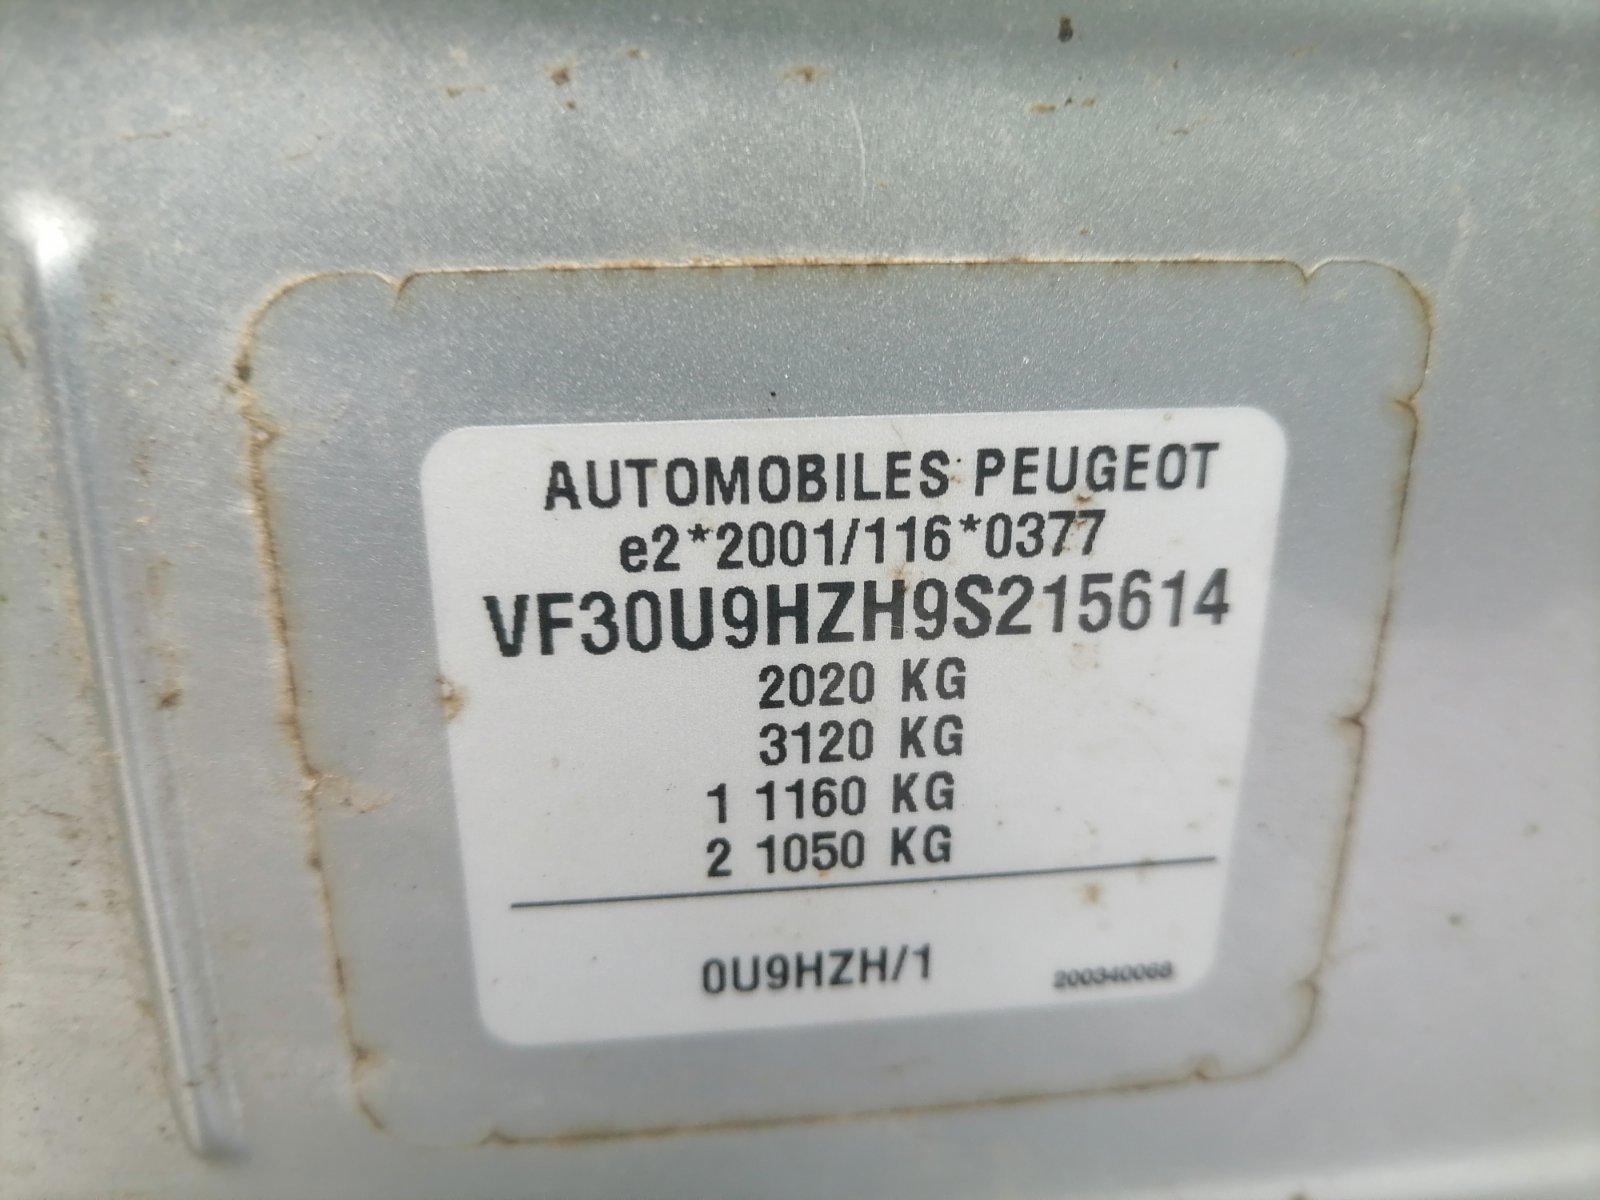 AUTOMOBILES PEUGEOT
e2*2001/116*0377
VF30U9HZH9S215614
2020 KG
3120 KG
1 1160 KG
2 1050 KG
0U9HZH/1
200340068